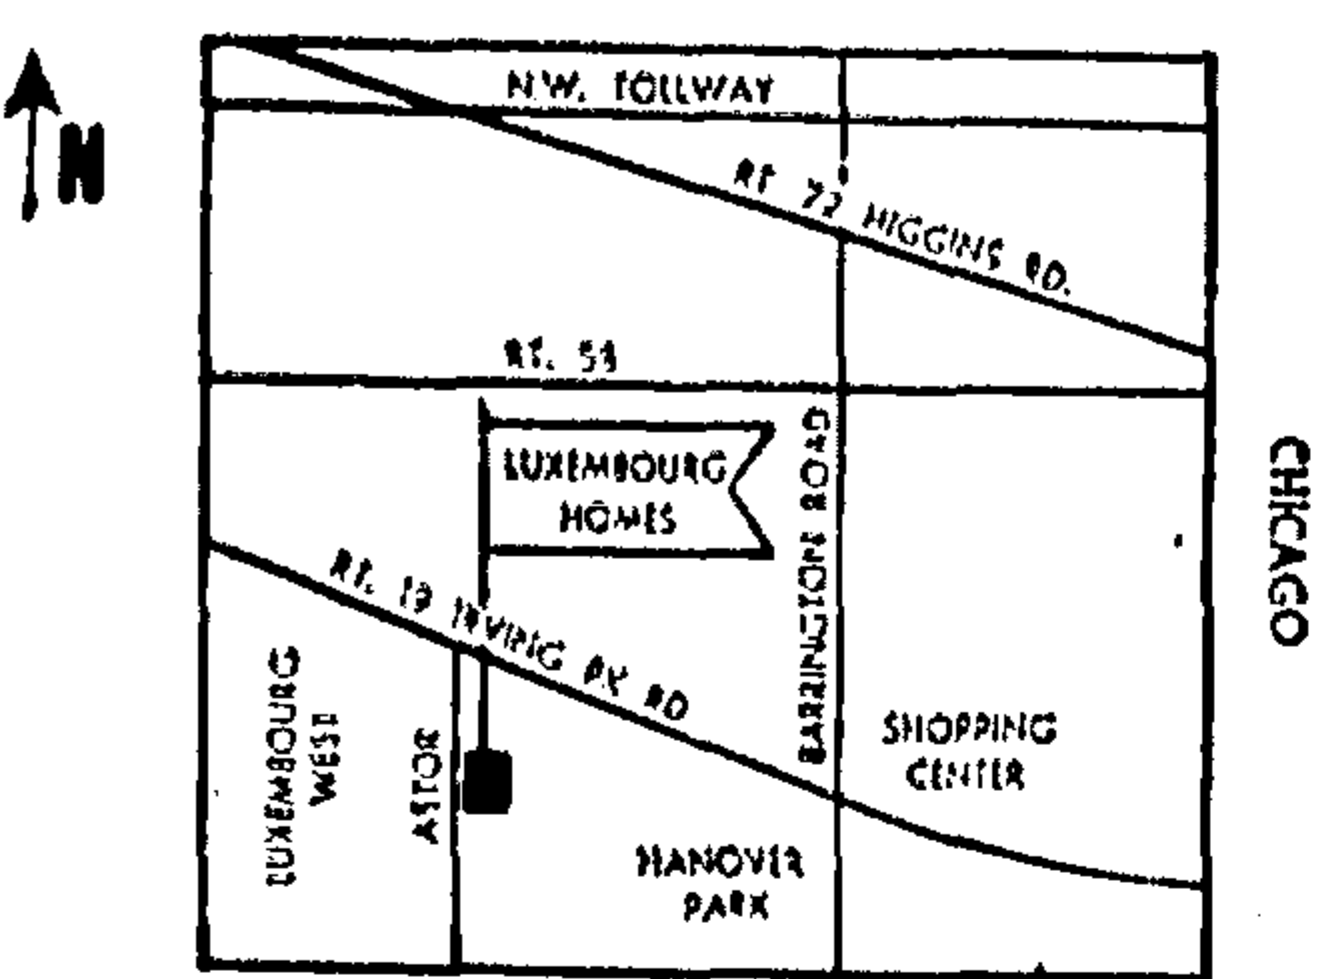 N
N.W. TOLLWAY
RT 72 HIGGINS RD.
RT. 58
LUXEMBOURG
HOMES
BARRINGTON ROAD
CHICAGO
RT. 19 IRVING PK RD
LUXEMBOURG
WEST
ASTOR
SHOPPING
CENTER
HANOVER
PARK